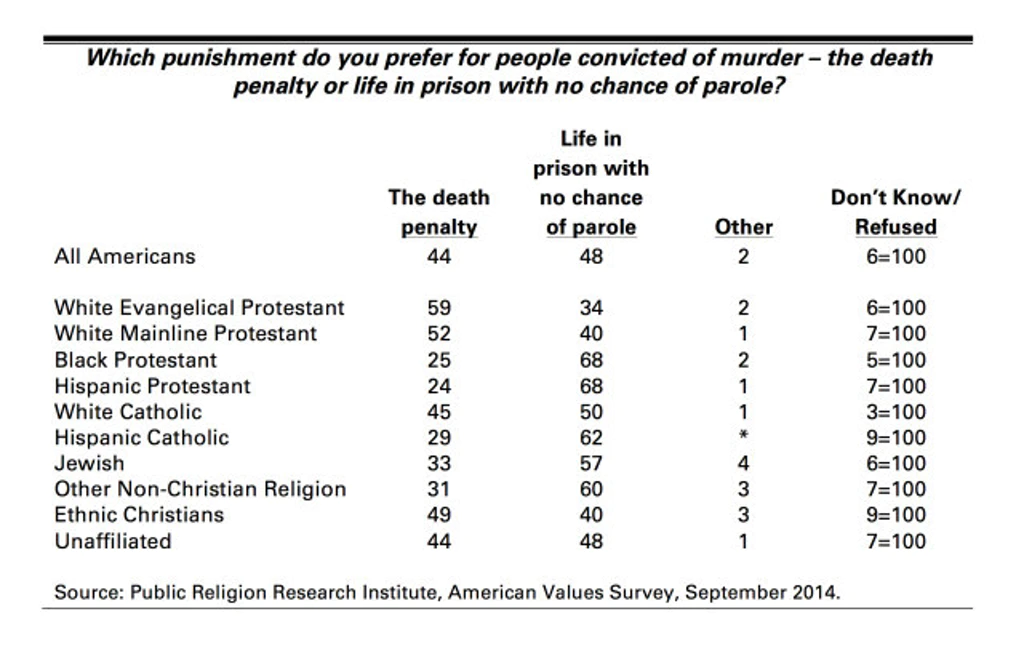 Which punishment do you prefer for people convicted of murder – the death
penalty or life in prison with no chance of parole?
Life in
prison with
The death no chance Don't Know/
penalty of parole Other Refused
All Americans 44 48 2 6=100
White Evangelical Protestant 59 34 2 6=100
White Mainline Protestant 52 40 1 7=100
Black Protestant 25 68 2 5=100
Hispanic Protestant 24 68 1 7=100
White Catholic 45 50 1 3=100
Hispanic Catholic 29 62 * 9=100
Jewish 33 57 4 6=100
Other Non-Christian Religion 31 60 3 7=100
Ethnic Christians 49 40 3 9=100
Unaffiliated 44 48 1 7=100
Source: Public Religion Research Institute, American Values Survey, September 2014.